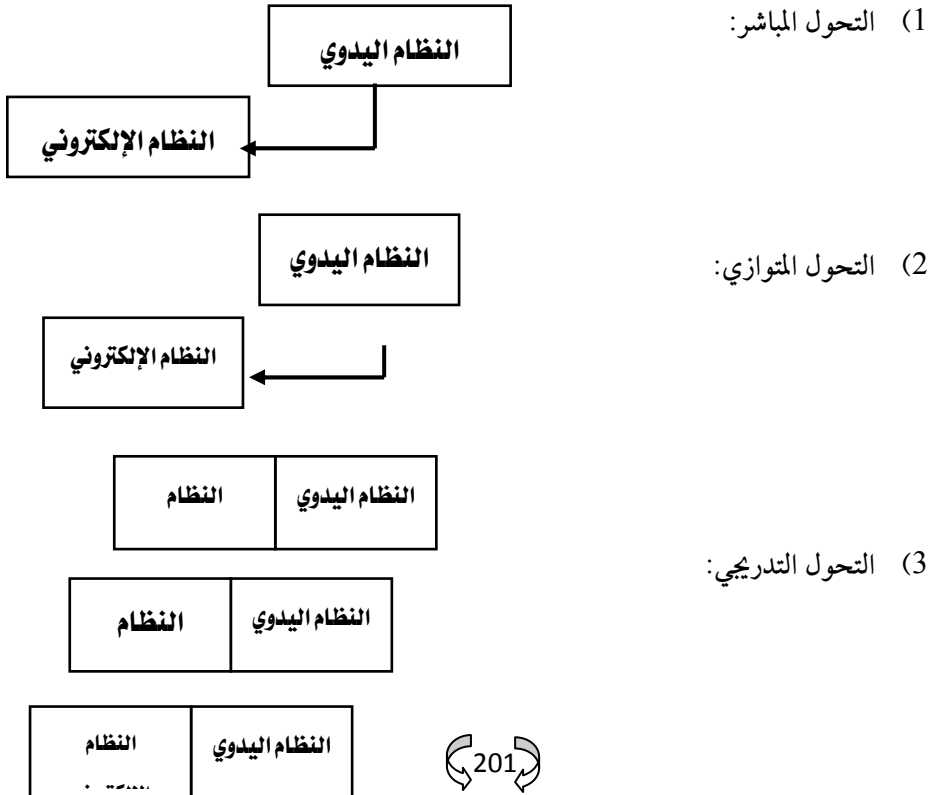 1) التحول المباشر:
النظام اليدوي
النظام الإلكتروني
2) التحول المتوازي:
النظام اليدوي
النظام الإلكتروني
3) التحول التدريجي:
النظام اليدوي النظام
النظام اليدوي النظام
النظام اليدوي النظام
201